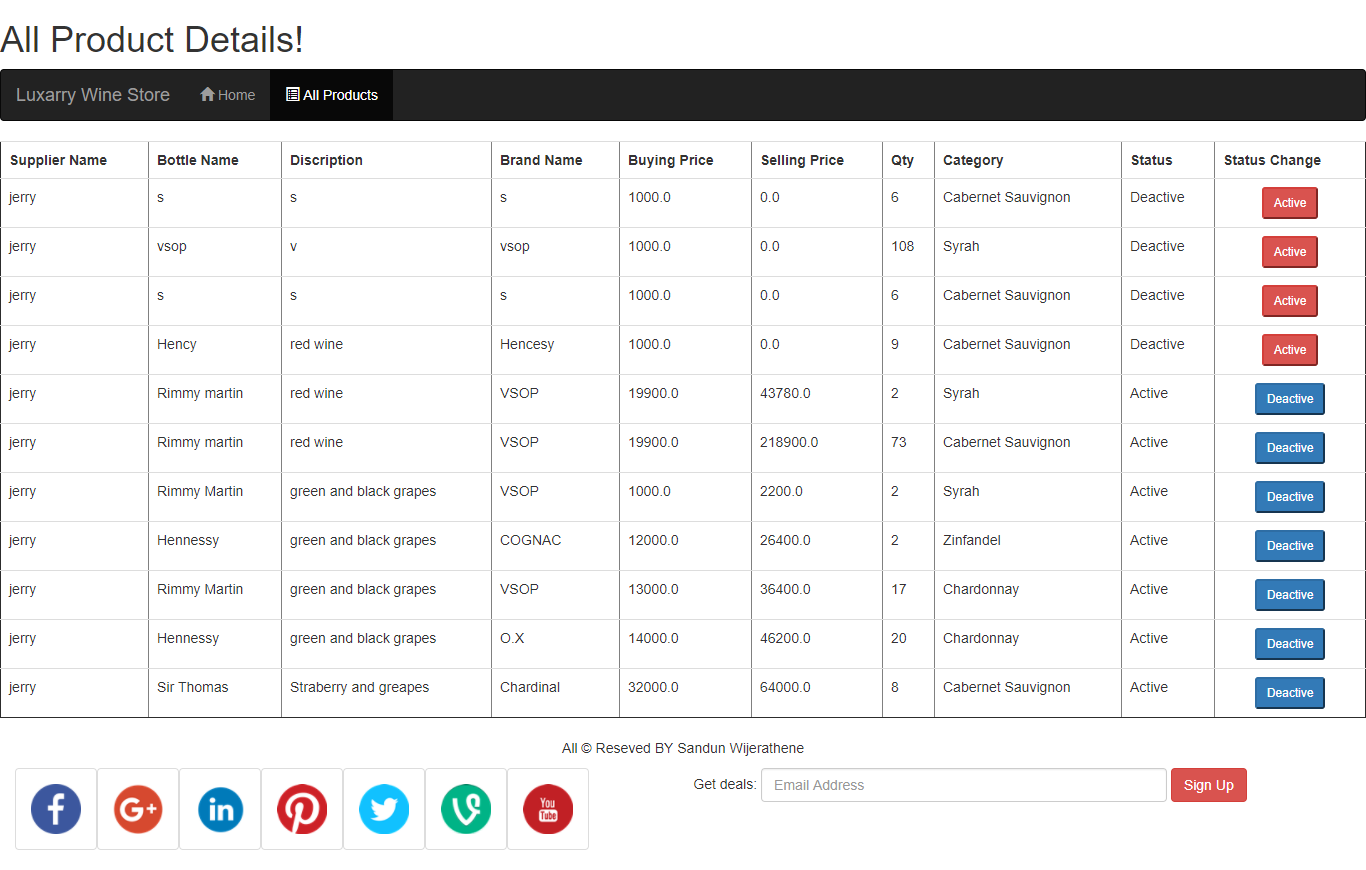 All Product Details!
Luxarry Wine Store Home All Products
Supplier Name Bottle Name Discription Brand Name Buying Price Selling Price Qty Category Status Status Change
jerry s s s 1000.0 0.0 6 Cabernet Sauvignon Deactive Active
jerry vsop v vsop 1000.0 0.0 108 Syrah Deactive Active
jerry s s s 1000.0 0.0 6 Cabernet Sauvignon Deactive Active
jerry Hency red wine Hencesy 1000.0 0.0 9 Cabernet Sauvignon Deactive Active
jerry Rimmy martin red wine VSOP 19900.0 43780.0 2 Syrah Active Deactive
jerry Rimmy martin red wine VSOP 19900.0 218900.0 73 Cabernet Sauvignon Active Deactive
jerry Rimmy Martin green and black grapes VSOP 1000.0 2200.0 2 Syrah Active Deactive
jerry Hennessy green and black grapes COGNAC 12000.0 26400.0 2 Zinfandel Active Deactive
jerry Rimmy Martin green and black grapes VSOP 13000.0 36400.0 17 Chardonnay Active Deactive
jerry Hennessy green and black grapes O.X 14000.0 46200.0 20 Chardonnay Active Deactive
jerry Sir Thomas Straberry and greapes Chardinal 32000.0 64000.0 8 Cabernet Sauvignon Active Deactive
All © Reseved BY Sandun Wijerathene
Get deals: Email Address Sign Up
f G+ in You Tube